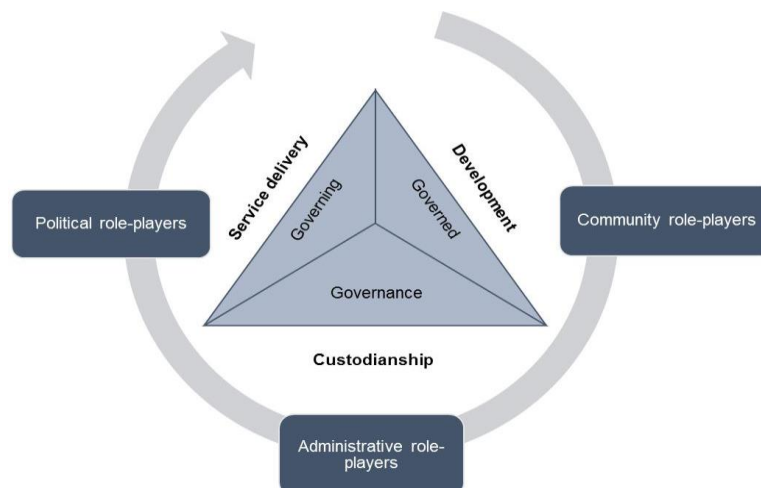 Service delivery
Governing
Development
Governed
Political role-players
Community role-players
Governance
Custodianship
Administrative role-
players